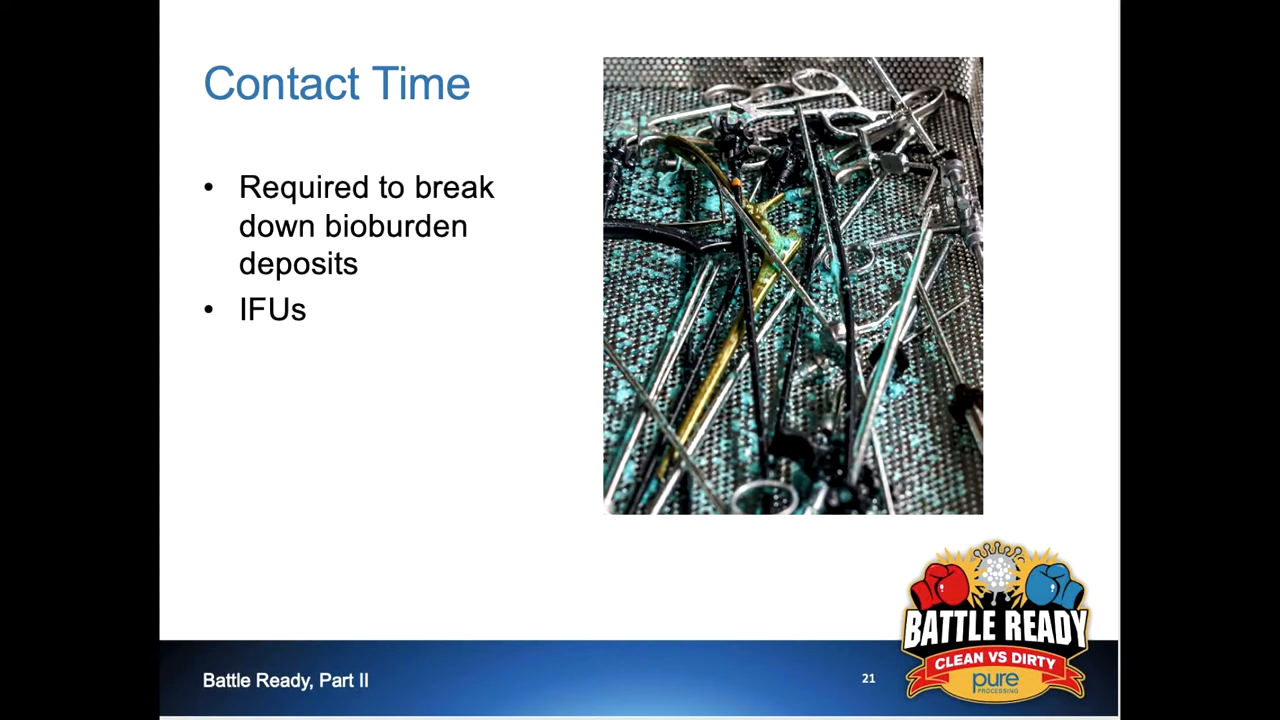 Contact Time
• Required to break
down bioburden
deposits
• IFUs
BATTLE READY
CLEAN VS DIRTY
pure
PROCESSING
Battle Ready, Part II
21